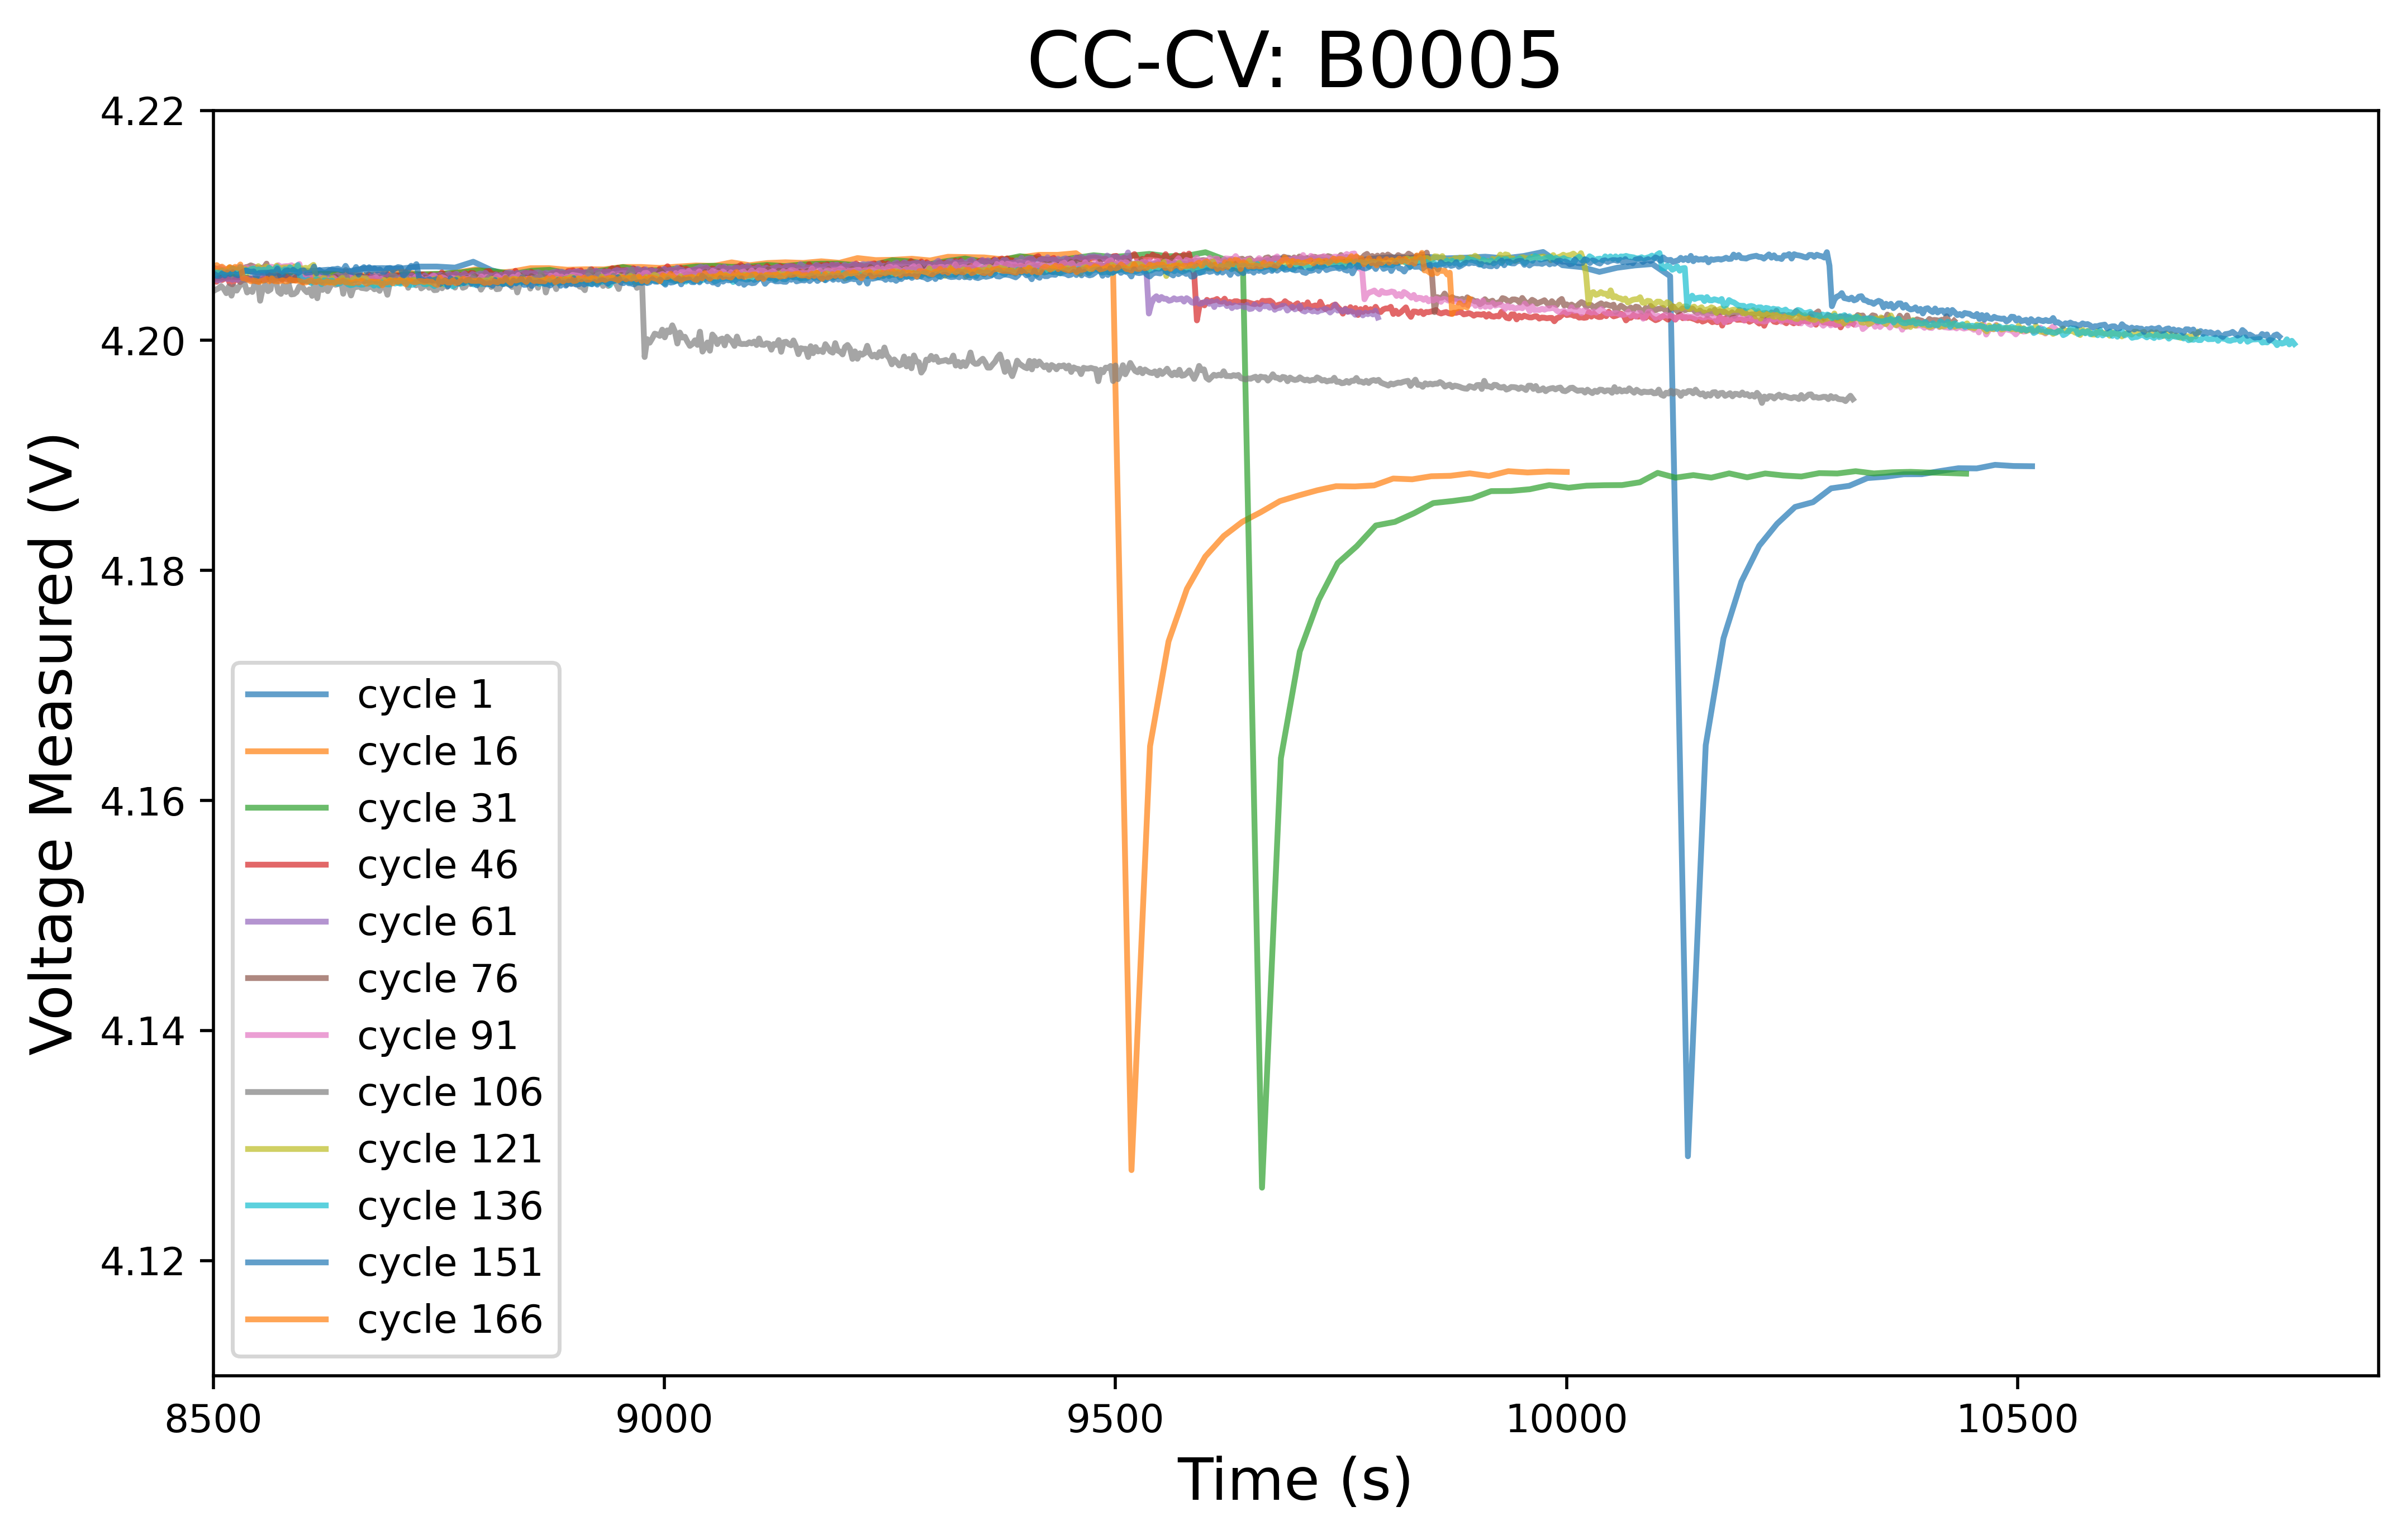 CC-CV: B0005
4.22
4.20
4.18
4.16
4.14
4.12
Voltage Measured (V)
cycle 1
cycle 16
cycle 31
cycle 46
cycle 61
cycle 76
cycle 91
cycle 106
cycle 121
cycle 136
cycle 151
cycle 166
8500 9000 9500 10000 10500
Time (s)